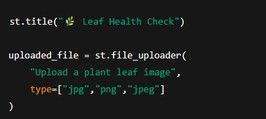 st.title("🌿 Leaf Health Check")
uploaded_file = st.file_uploader(
    "Upload a plant leaf image",
    type=["jpg","png","jpeg"]
)